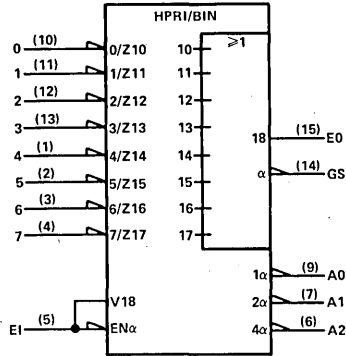 HPRI/BIN
≥1
0 (10) 0/Z10 10
1 (11) 1/Z11 11
2 (12) 2/Z12 12
3 (13) 3/Z13 13
18 (15) E0
4 (1) 4/Z14 14
α (14) GS
5 (2) 5/Z15 15
6 (3) 6/Z16 16
7 (4) 7/Z17 17
1α (9) A0
V18
2α (7) A1
EI (5) ENα
4α (6) A2